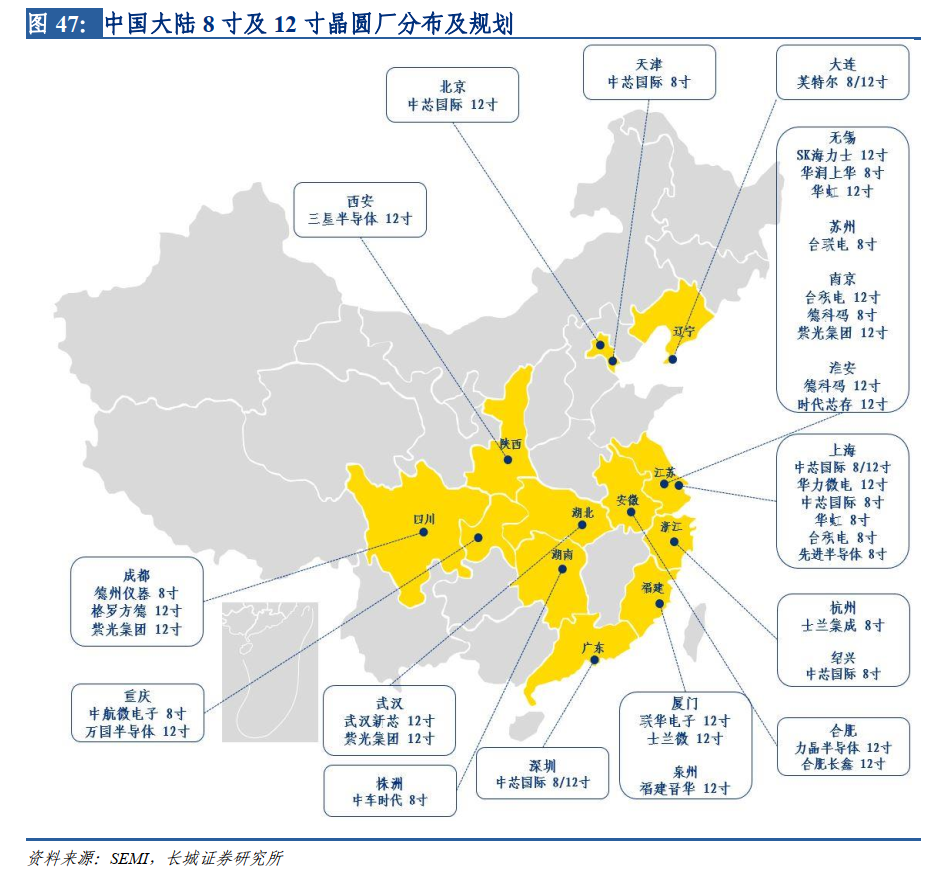 图 47: 中国大陆 8 寸及 12 寸晶圆厂分布及规划
北京
中芯国际 12寸
天津
中芯国际 8寸
大连
英特尔 8/12寸
西安
三星半导体 12寸
无锡
SK海力士 12寸
华润上华 8寸
华虹 12寸
苏州
台联电 8寸
南京
台积电 12寸
德科码 8寸
紫光集团 12寸
淮安
德科码 12寸
时代芯存 12寸
上海
中芯国际 8/12寸
华力微电 12寸
中芯国际 8寸
华虹 8寸
台积电 8寸
先进半导体 8寸
辽宁
陕西
江苏
安徽
四川
湖北
浙江
湖南
福建
广东
成都
德州仪器 8寸
格罗方德 12寸
紫光集团 12寸
杭州
士兰集成 8寸
绍兴
中芯国际 8寸
重庆
中航微电子 8寸
万国半导体 12寸
武汉
武汉新芯 12寸
紫光集团 12寸
厦门
联华电子 12寸
士兰微 12寸
泉州
福建晋华 12寸
合肥
力晶半导体 12寸
合肥长鑫 12寸
株洲
中车时代 8寸
深圳
中芯国际 8/12寸
资料来源：SEMI，长城证券研究所